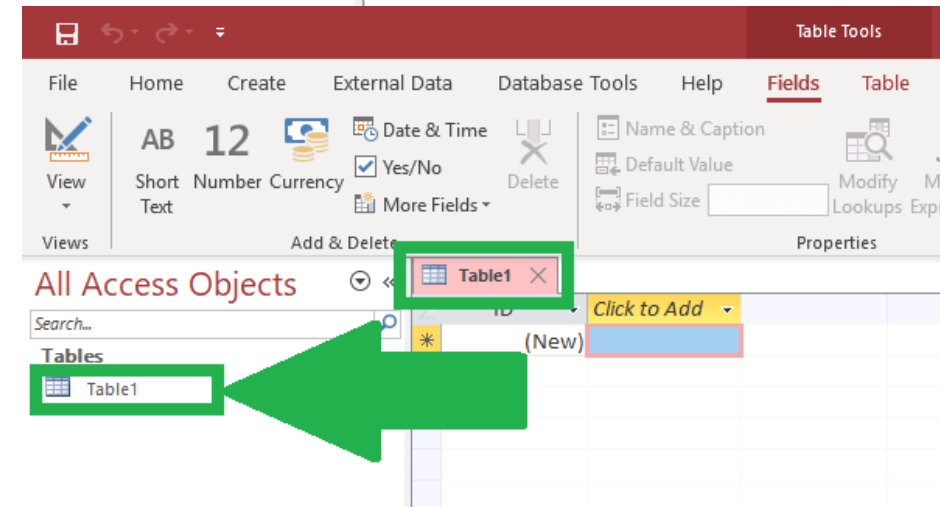 Table Tools
File Home Create External Data Database Tools Help Fields Table
AB 12 Date & Time Name & Caption
Yes/No Default Value
View Short Text Number Currency Delete Modify Lookups
More Fields Field Size
Views Add & Delete Properties
All Access Objects
Table1
ID Click to Add
Search...
(New)
Tables
Table1